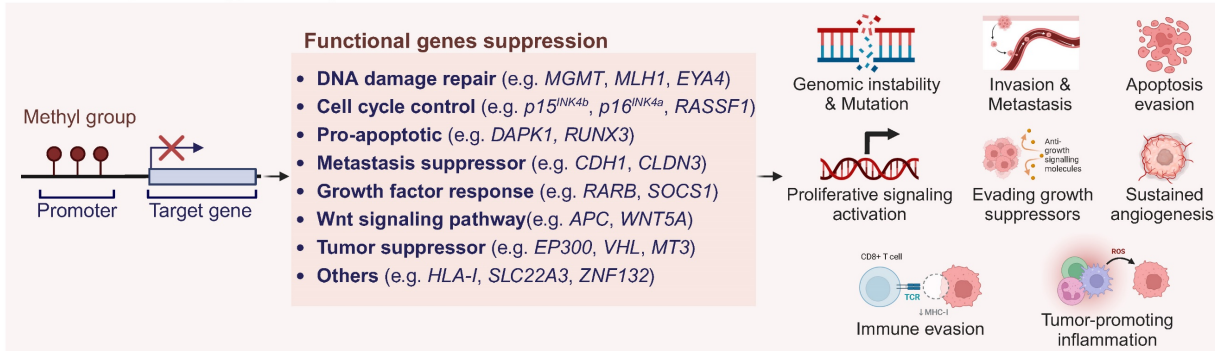 Functional genes suppression
Methyl group
Promoter
Target gene
• DNA damage repair (e.g. MGMT, MLH1, EYA4)
• Cell cycle control (e.g. p15INK4b, p16INK4a, RASSF1)
• Pro-apoptotic (e.g. DAPK1, RUNX3)
• Metastasis suppressor (e.g. CDH1, CLDN3)
• Growth factor response (e.g. RARB, SOCS1)
• Wnt signaling pathway(e.g. APC, WNT5A)
• Tumor suppressor (e.g. EP300, VHL, MT3)
• Others (e.g. HLA-I, SLC22A3, ZNF132)
Genomic instability
& Mutation
Invasion &
Metastasis
Apoptosis
evasion
Proliferative signaling
activation
Anti-
growth
signalling
molecules
Evading growth
suppressors
Sustained
angiogenesis
CD8+ T cell
TCR
↓MHC-I
Immune evasion
ROS
Tumor-promoting
inflammation